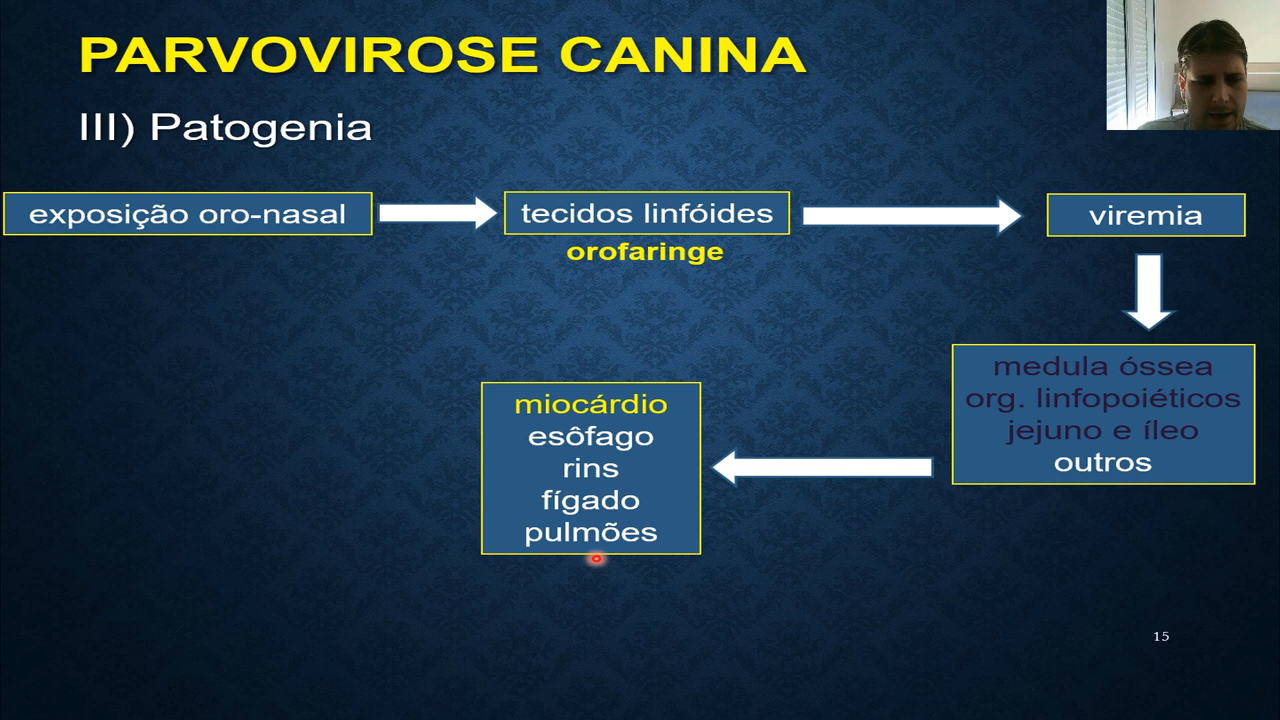 PARVOVIROSE CANINA
III) Patogenia
exposição oro-nasal
tecidos linfóides
orofaringe
viremia
medula óssea
org. linfopoiéticos
jejuno e íleo
outros
miocárdio
esôfago
rins
fígado
pulmões
15